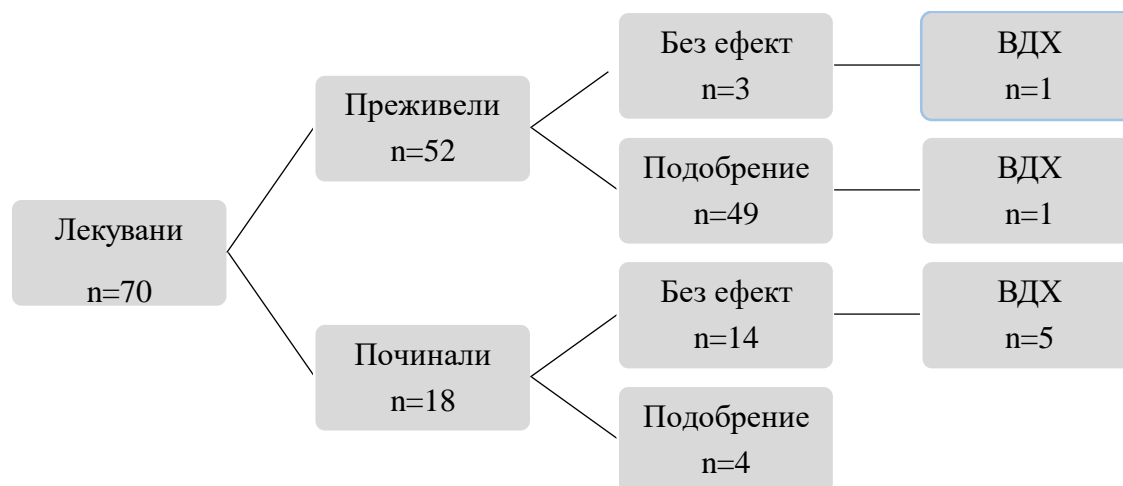 Лекувани
n=70
Преживели
n=52
Без ефект
n=3
ВДХ
n=1
Подобрение
n=49
ВДХ
n=1
Починали
n=18
Без ефект
n=14
ВДХ
n=5
Подобрение
n=4